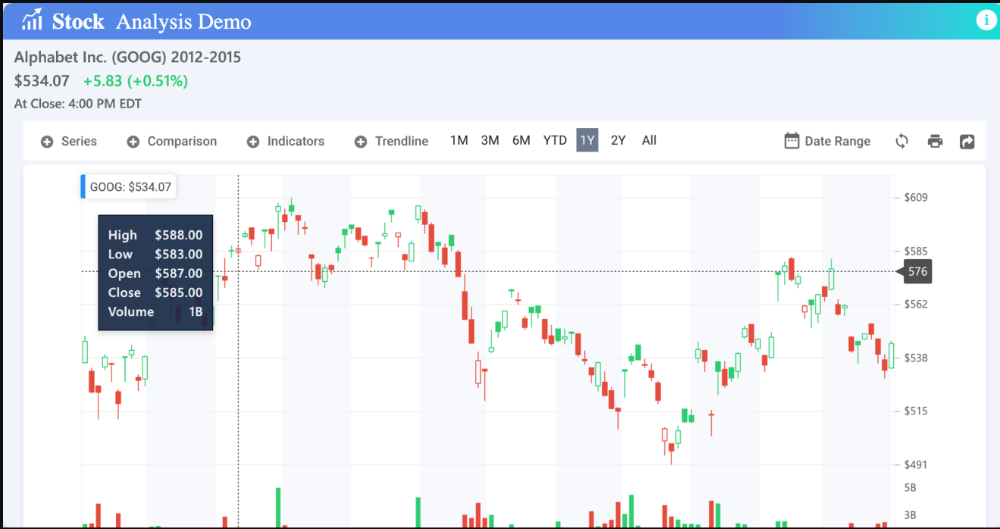 Stock Analysis Demo
i
Alphabet Inc. (GOOG) 2012-2015
$534.07 +5.83 (+0.51%)
At Close: 4:00 PM EDT
Series Comparison Indicators Trendline 1M 3M 6M YTD 1Y 2Y All Date Range
GOOG: $534.07
$609
High $588.00
Low $583.00
$585
Open $587.00
576
Close $585.00
$562
Volume 1B
$538
$515
$491
5B
3B